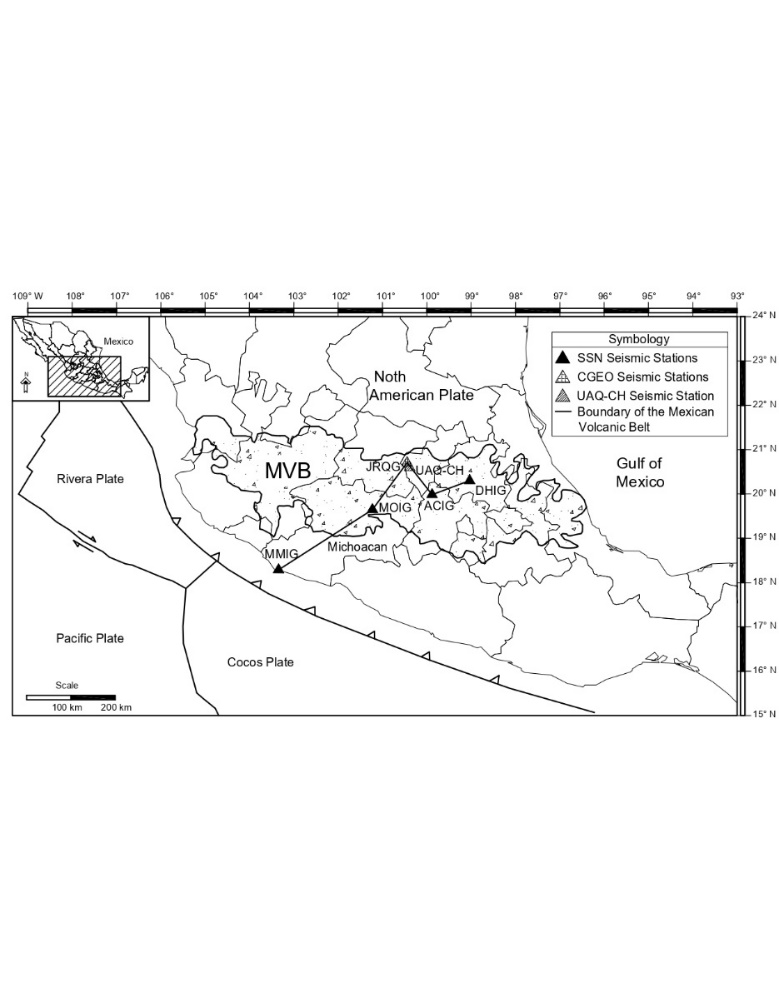 109° W 108° 107° 106° 105° 104° 103° 102° 101° 100° 99° 98° 97° 96° 95° 94° 93°
24° N
Mexico
N
Symbology
SSN Seismic Stations
CGEO Seismic Stations
UAQ-CH Seismic Station
Boundary of the Mexican
Volcanic Belt
23° N
22° N
21° N
20° N
19° N
18° N
17° N
16° N
15° N
Noth
American Plate
Gulf of
Mexico
Rivera Plate
MVB
JRQG
UAQ-CH
DHIG
ACIG
MOIG
MMIG
Michoacan
Pacific Plate
Cocos Plate
Scale
100 km 200 km